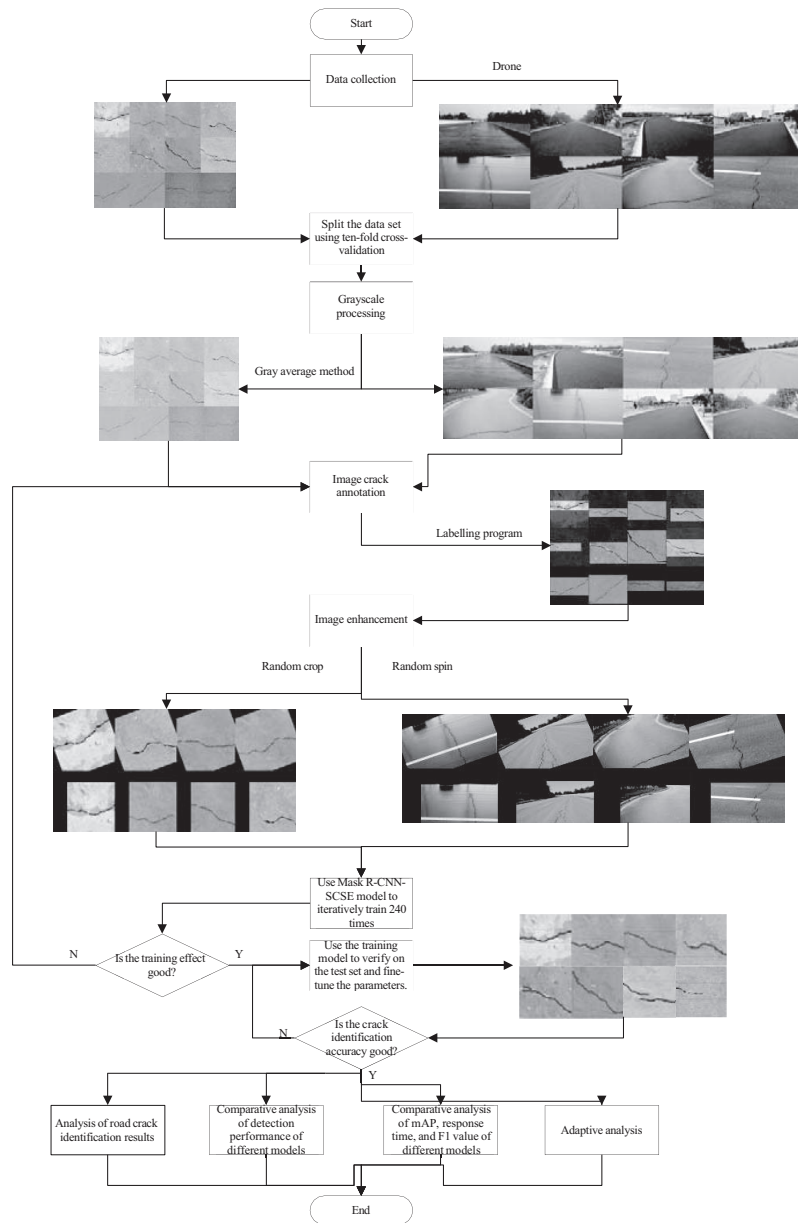 Start
Data collection
Drone
Split the data set
using ten-fold cross-
validation
Grayscale
processing
Gray average method
Image crack
annotation
Labelling program
Image enhancement
Random crop
Random spin
Use Mask R-CNN-
SCSE model to
iteratively train 240
times
N
Is the training effect
good?
Y
Use the training
model to verify on
the test set and fine-
tune the parameters.
N
Is the crack
identification
accuracy good?
Y
Analysis of road crack
identification results
Comparative analysis
of detection
performance of
different models
Comparative analysis
of mAP, response
time, and F1 value of
different models
Adaptive analysis
End